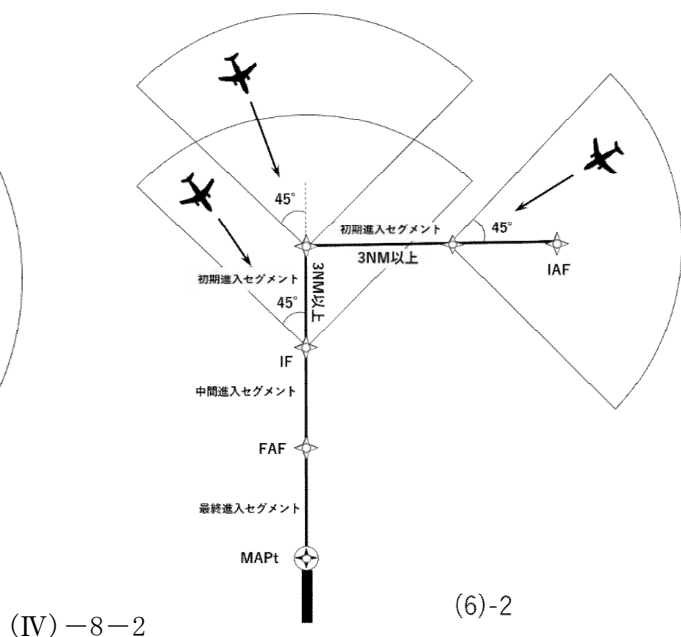 45°
初期進入セグメント
45°
3NM以上
IAF
初期進入セグメント
3NM以上
45°
IF
中間進入セグメント
FAF
最終進入セグメント
MAPt
(6)-2
(Ⅳ)－8－2